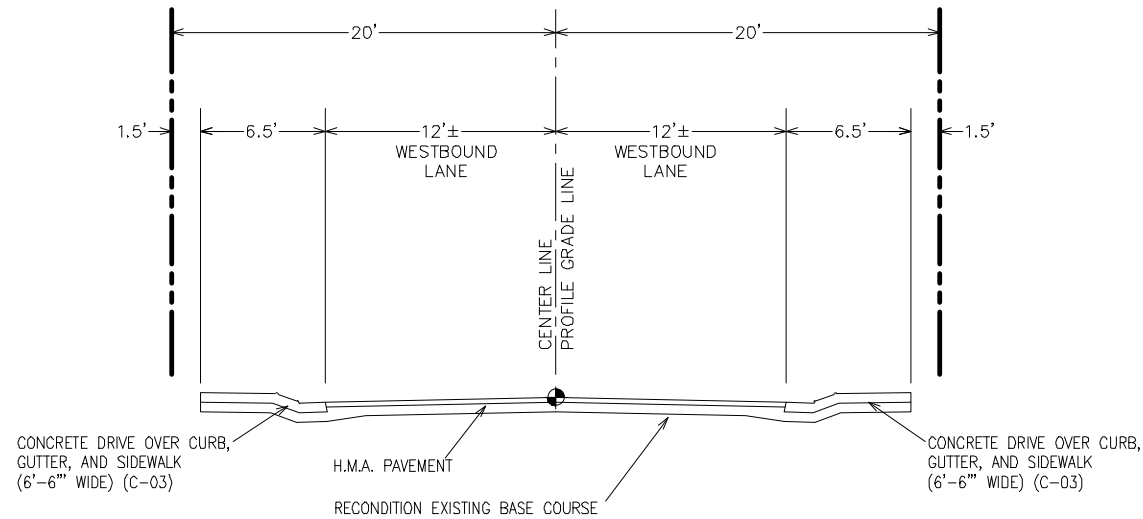 20'
20'
1.5'
6.5'
12'±
12'±
6.5'
1.5'
WESTBOUND
LANE
WESTBOUND
LANE
CENTER LINE
PROFILE GRADE LINE
CONCRETE DRIVE OVER CURB,
GUTTER, AND SIDEWALK
(6'-6"' WIDE) (C-03)
H.M.A. PAVEMENT
RECONDITION EXISTING BASE COURSE
CONCRETE DRIVE OVER CURB,
GUTTER, AND SIDEWALK
(6'-6"' WIDE) (C-03)